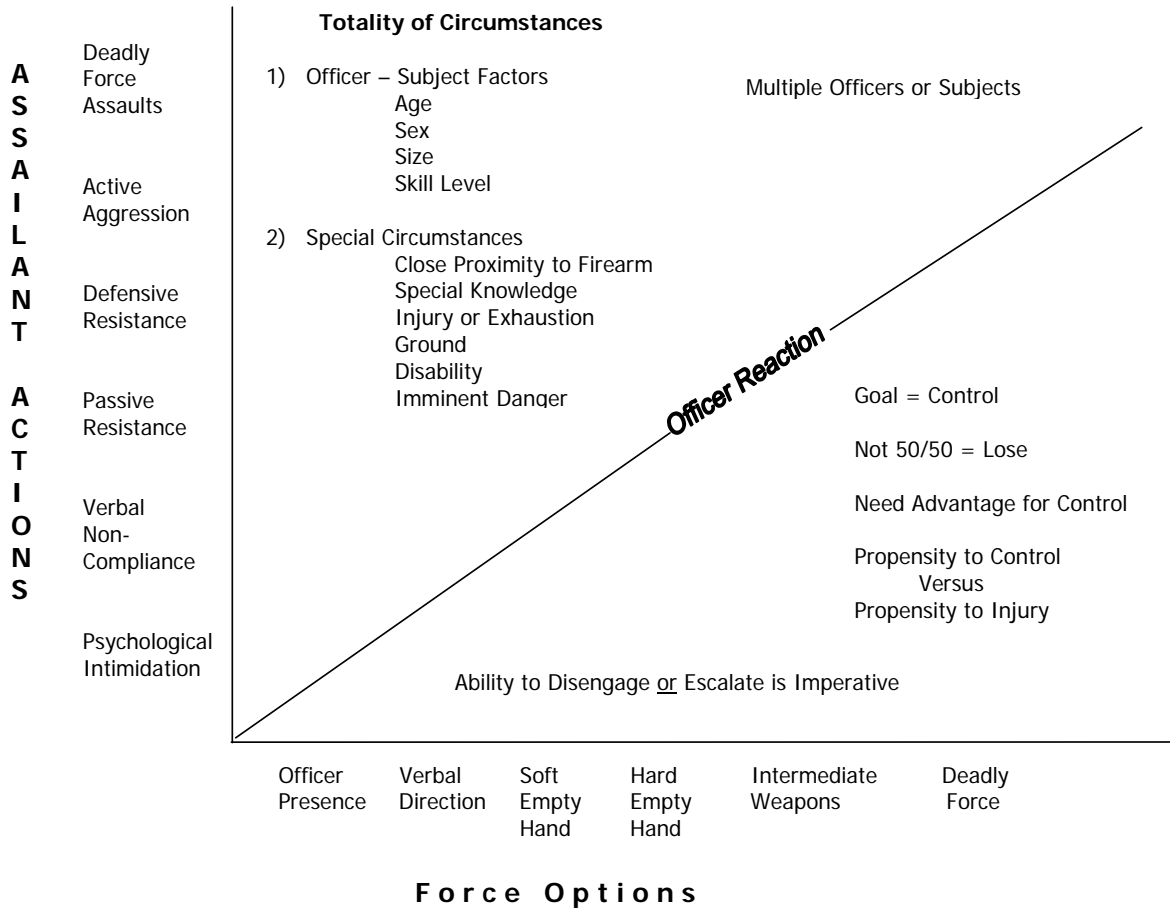 Totality of Circumstances
ASSAILANT ACTIONS
Deadly
Force
Assaults
Active
Aggression
Defensive
Resistance
Passive
Resistance
Verbal
Non-
Compliance
Psychological
Intimidation
1) Officer – Subject Factors
Age
Sex
Size
Skill Level
2) Special Circumstances
Close Proximity to Firearm
Special Knowledge
Injury or Exhaustion
Ground
Disability
Imminent Danger
Multiple Officers or Subjects
Officer Reaction
Goal = Control
Not 50/50 = Lose
Need Advantage for Control
Propensity to Control
Versus
Propensity to Injury
Ability to Disengage or Escalate is Imperative
Officer
Presence
Verbal
Direction
Soft
Empty
Hand
Hard
Empty
Hand
Intermediate
Weapons
Deadly
Force
Force Options